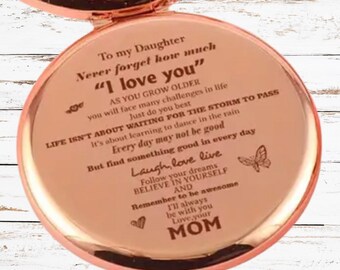 To my Daughter
Never forget how much
"I love you"
AS YOU GROW OLDER
you will face many challenges in life
Just do you best
LIFE ISN'T ABOUT WAITING FOR THE STORM TO PASS
It's about learning to dance in the rain
Every day may not be good
But find something good in every day
Laugh, love, live
Follow your dreams
BELIEVE IN YOURSELF
AND
Remember to be awesome
I'll always
be with you
Love, your
MOM